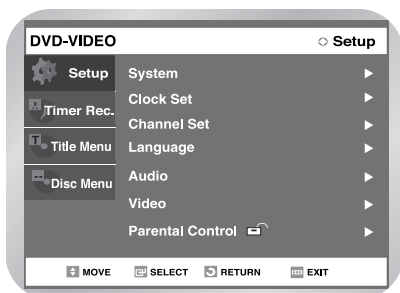 DVD-VIDEO Setup
Setup
Timer Rec.
Title Menu
Disc Menu
System
Clock Set
Channel Set
Language
Audio
Video
Parental Control
MOVE SELECT RETURN EXIT